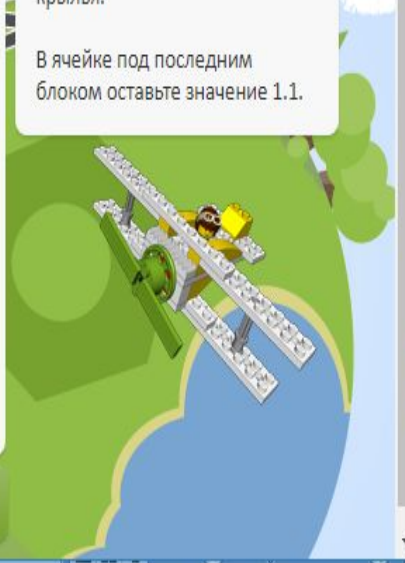 крылья.
В ячейке под последним
блоком оставьте значение 1.1.